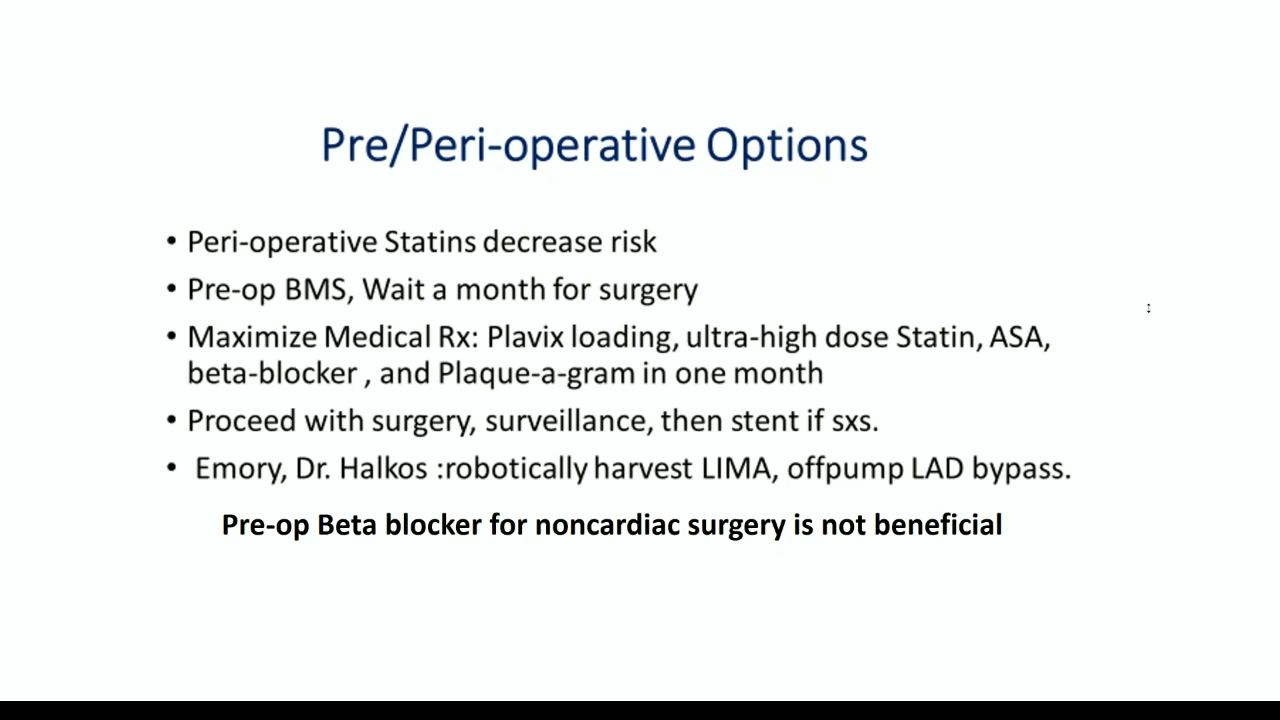 Pre/Peri-operative Options
• Peri-operative Statins decrease risk
• Pre-op BMS, Wait a month for surgery
• Maximize Medical Rx: Plavix loading, ultra-high dose Statin, ASA,
beta-blocker , and Plaque-a-gram in one month
• Proceed with surgery, surveillance, then stent if sxs.
• Emory, Dr. Halkos :robotically harvest LIMA, offpump LAD bypass.
Pre-op Beta blocker for noncardiac surgery is not beneficial